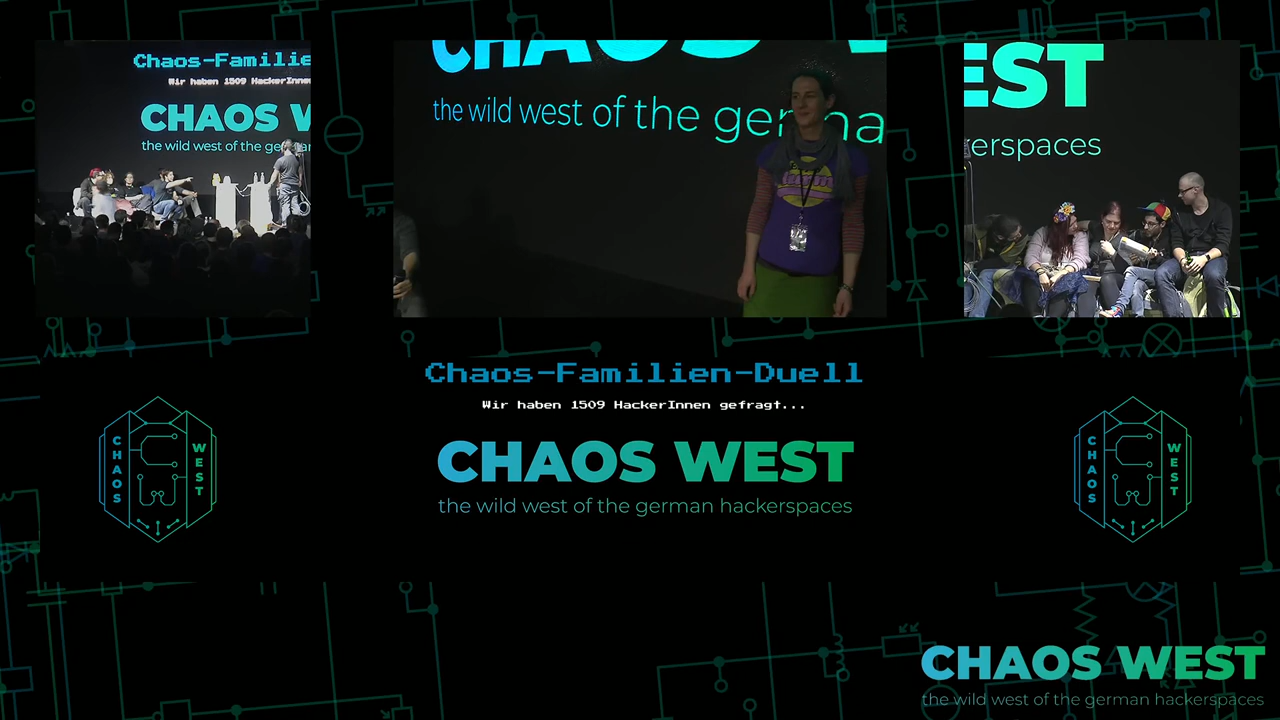 Chaos-Familie
Wir haben 1509 HackerInnen
CHAOS W
the wild west of the ger
CHAOS W
the wild west of the germa
EST
erspaces
Chaos-Familien-Duell
Wir haben 1509 HackerInnen gefragt...
CHAOS WEST
the wild west of the german hackerspaces
CHAOS
WEST
CHAOS
WEST
CHAOS WEST
the wild west of the german hackerspaces